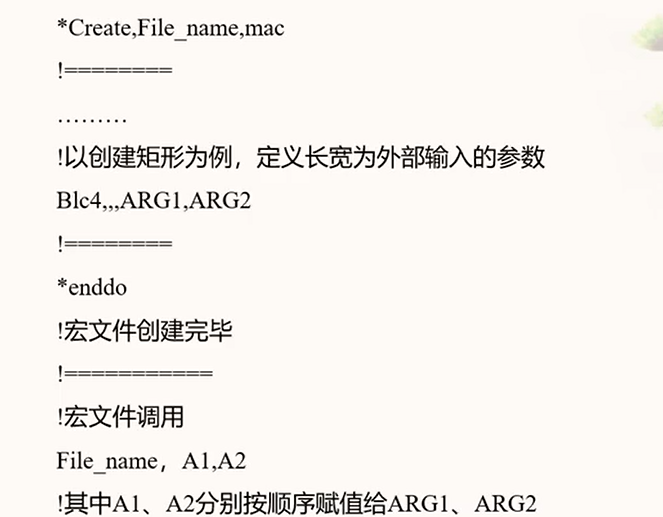 *Create,File_name,mac
!========
………
!以创建矩形为例，定义长宽为外部输入的参数
Blc4,,,ARG1,ARG2
!========
*enddo
!宏文件创建完毕
!===========
!宏文件调用
File_name，A1,A2
!其中A1、A2分别按顺序赋值给ARG1、ARG2